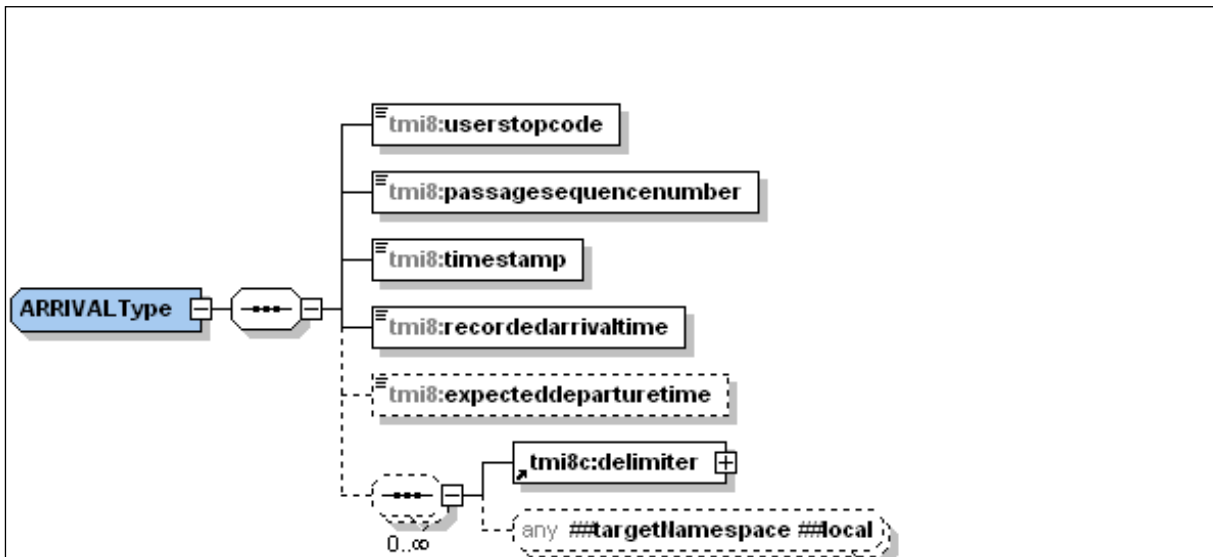 tmi8:userstopcode
tmi8:passagesequencenumber
tmi8:timestamp
ARRIVALType
tmi8:recordedarrivaltime
tmi8:expecteddeparturetime
tmi8c:delimiter
any ##targetNamespace ##local
0..∞